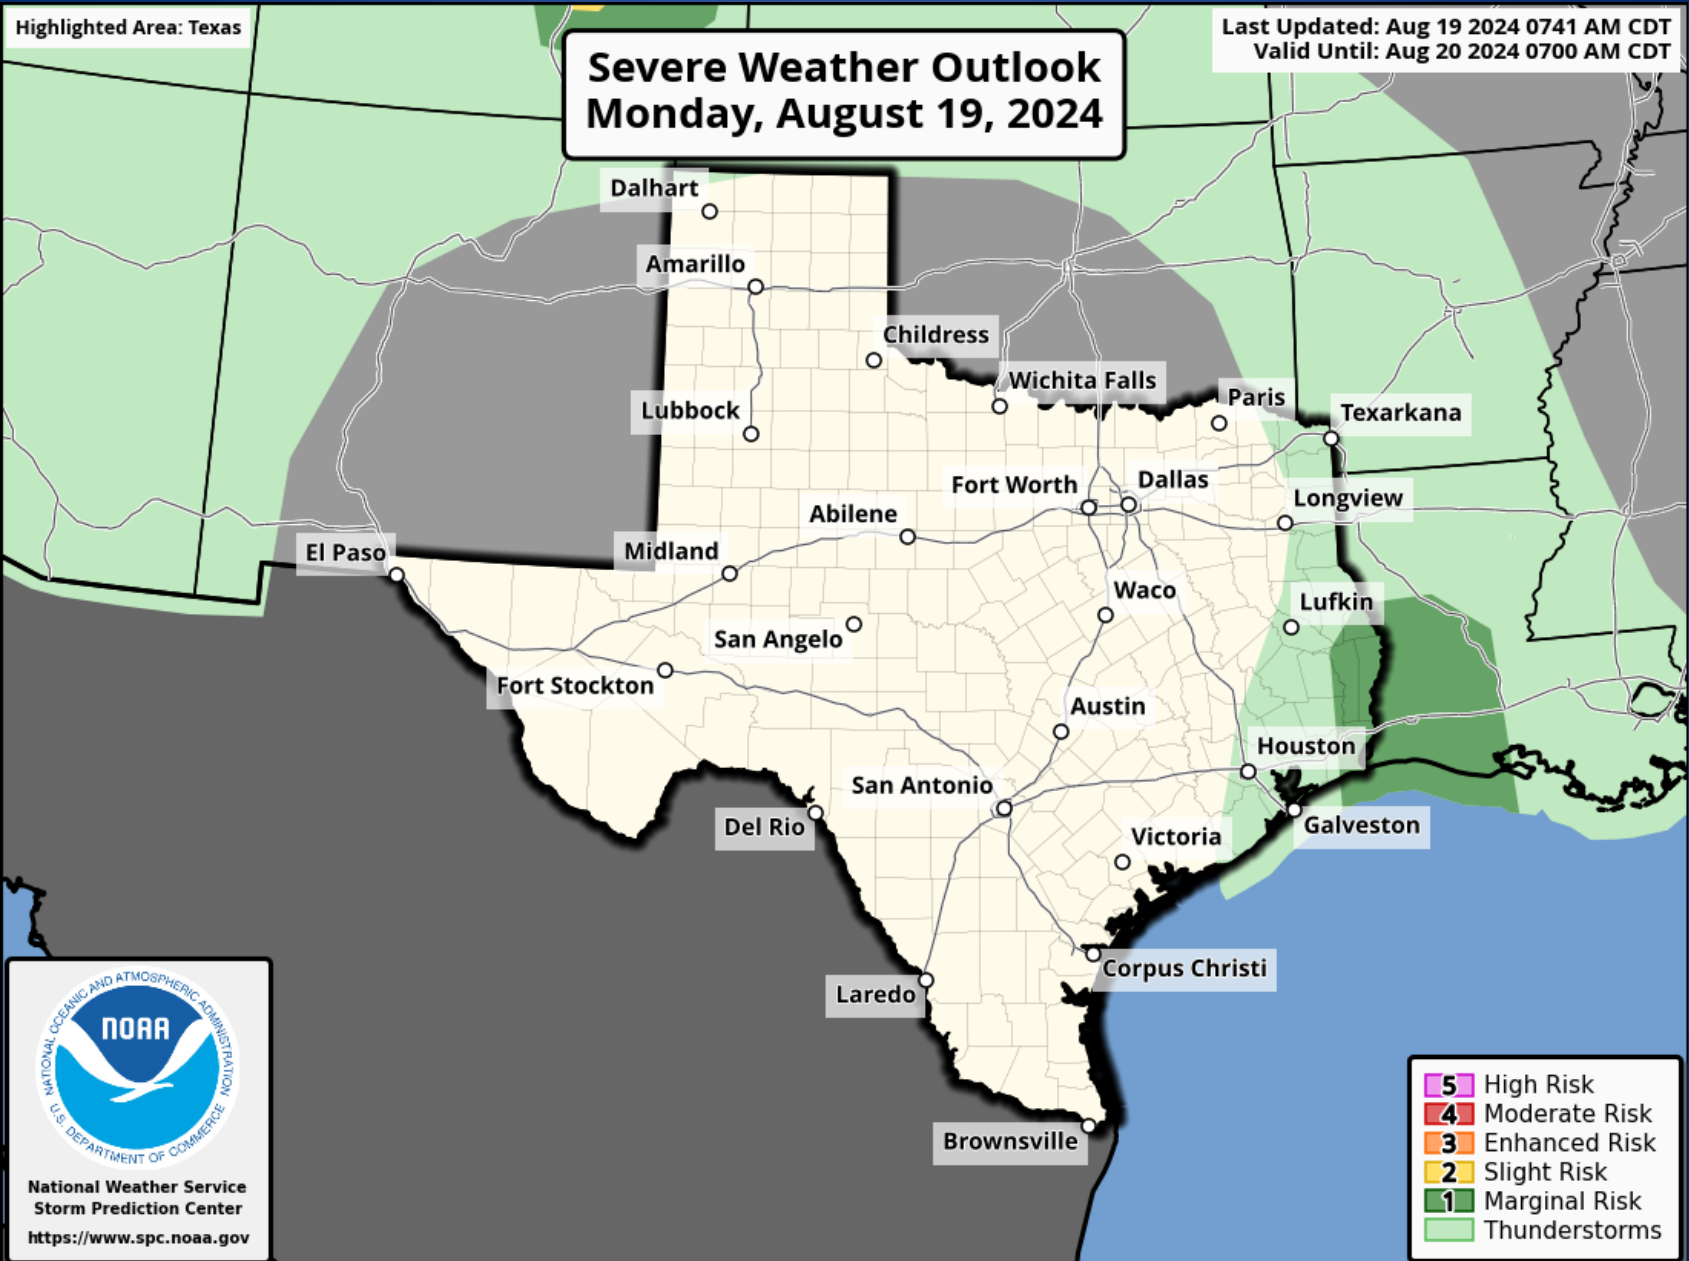 Highlighted Area: Texas
Severe Weather Outlook
Monday, August 19, 2024
Last Updated: Aug 19 2024 0741 AM CDT
Valid Until: Aug 20 2024 0700 AM CDT
Dalhart
Amarillo
Childress
Wichita Falls
Paris
Lubbock
Texarkana
Fort Worth
Dallas
Longview
Abilene
El Paso
Midland
Waco
Lufkin
San Angelo
Fort Stockton
Austin
Houston
San Antonio
Del Rio
Galveston
Victoria
Corpus Christi
Laredo
Brownsville
NATIONAL OCEANIC AND ATMOSPHERIC ADMINISTRATION
NOAA
U.S. DEPARTMENT OF COMMERCE
National Weather Service
Storm Prediction Center
https://www.spc.noaa.gov
5 High Risk
4 Moderate Risk
3 Enhanced Risk
2 Slight Risk
1 Marginal Risk
Thunderstorms